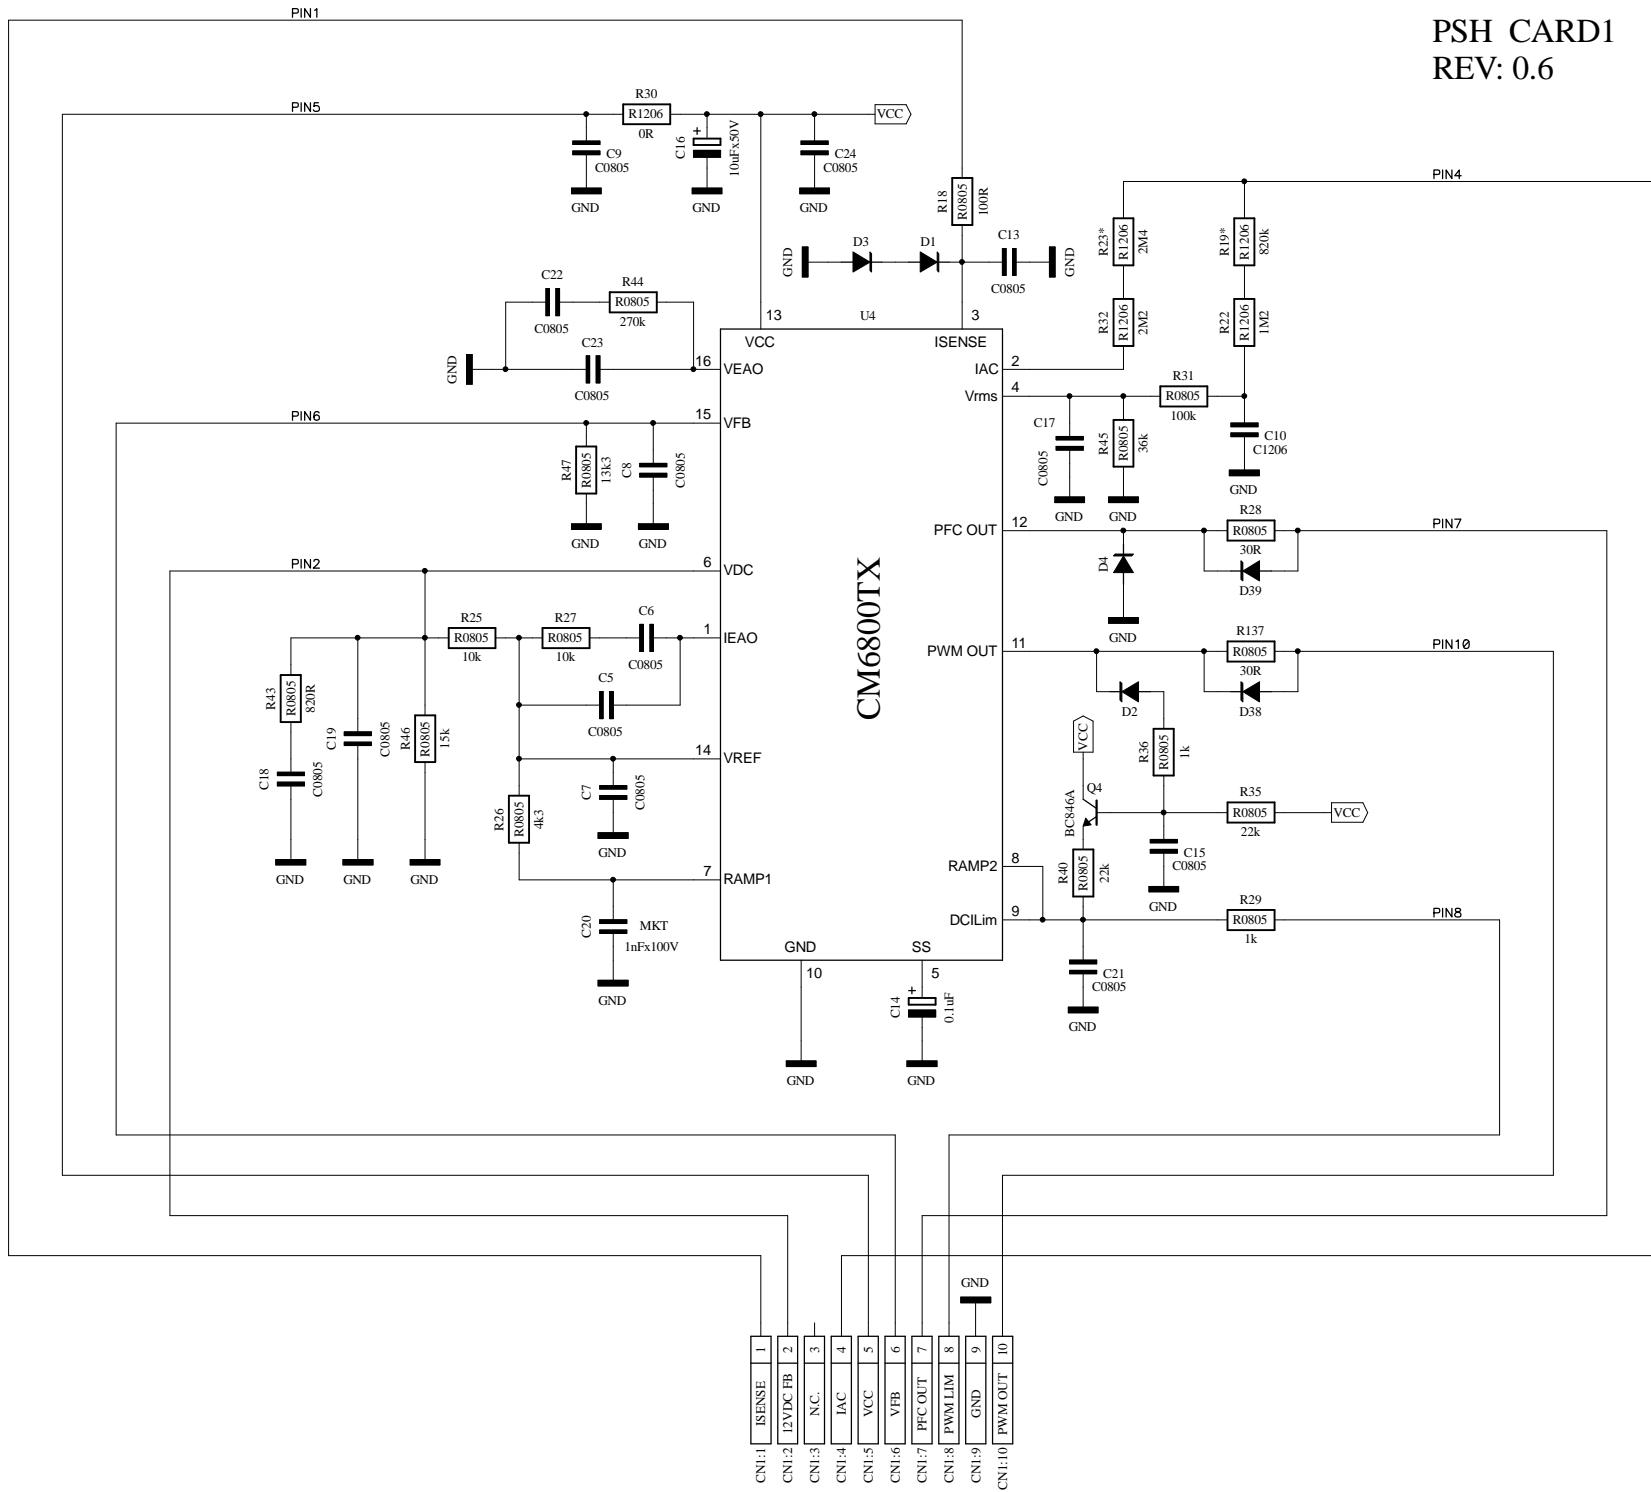 PIN1
PSH CARD1
REV: 0.6
PIN5
R30
R1206
0R
C9
C0805
GND
C16
10uFx50V
GND
C24
C0805
GND
VCC
R18
R0805
100R
PIN4
GND
D3
D1
C13
C0805
GND
R23*
R1206
2M4
R19*
R1206
820k
C22
C0805
R44
R0805
270k
C23
C0805
GND
R32
R1206
2M2
R22
R1206
1M2
13
U4
3
VCC
ISENSE
16
VEAO
IAC
2
Vrms
4
R31
R0805
100k
PIN6
15
VFB
R47
R0805
13k3
GND
C8
C0805
GND
C17
C0805
GND
R45
R0805
36k
GND
C10
C1206
GND
PFC OUT
12
R28
R0805
30R
D39
PIN7
D4
GND
PIN2
6
VDC
CM6800TX
R25
R0805
10k
R27
R0805
10k
C6
C0805
1
IEAO
C5
C0805
PWM OUT
11
R137
R0805
30R
D38
PIN10
R43
R0805
820R
C18
C0805
GND
C19
C0805
GND
R46
R0805
15k
GND
D2
R36
R0805
1k
VCC
14
VREF
C7
C0805
GND
R26
R0805
4k3
Q4
BC846A
R35
R0805
22k
VCC
C15
C0805
GND
R40
R0805
22k
RAMP2
8
7
RAMP1
C20
MKT
1nFx100V
GND
DCILim
9
R29
R0805
1k
PIN8
C21
C0805
GND
GND
10
GND
SS
5
C14
0.1uF
GND
GND
1 ISENSE CN1:1
2 12VDC FB CN1:2
3 N.C. CN1:3
4 IAC CN1:4
5 VCC CN1:5
6 VFB CN1:6
7 PFC OUT CN1:7
8 PWM LIM CN1:8
9 GND CN1:9
10 PWM OUT CN1:10